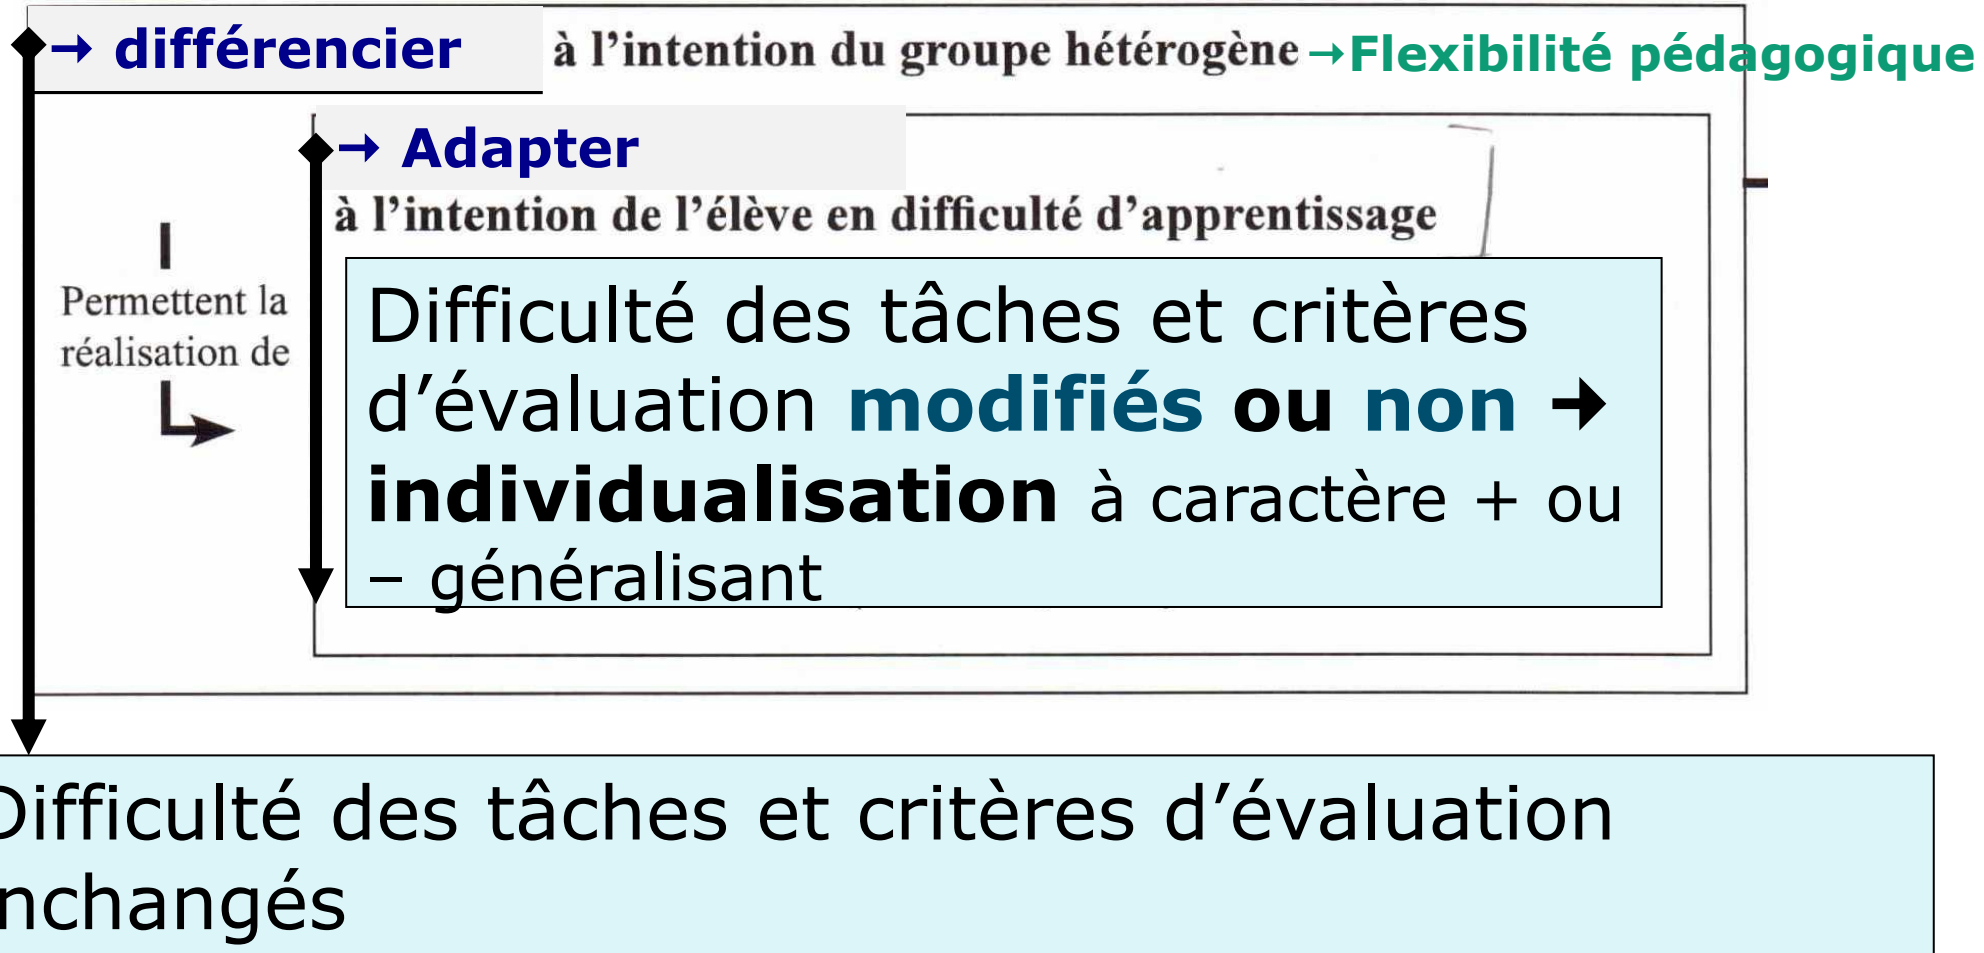 → différencier à l’intention du groupe hétérogène →Flexibilité pédagogique
→ Adapter
à l’intention de l’élève en difficulté d’apprentissage
Permettent la
réalisation de
Difficulté des tâches et critères
d’évaluation modifiés ou non →
individualisation à caractère + ou
– généralisant
Difficulté des tâches et critères d’évaluation
nchangés